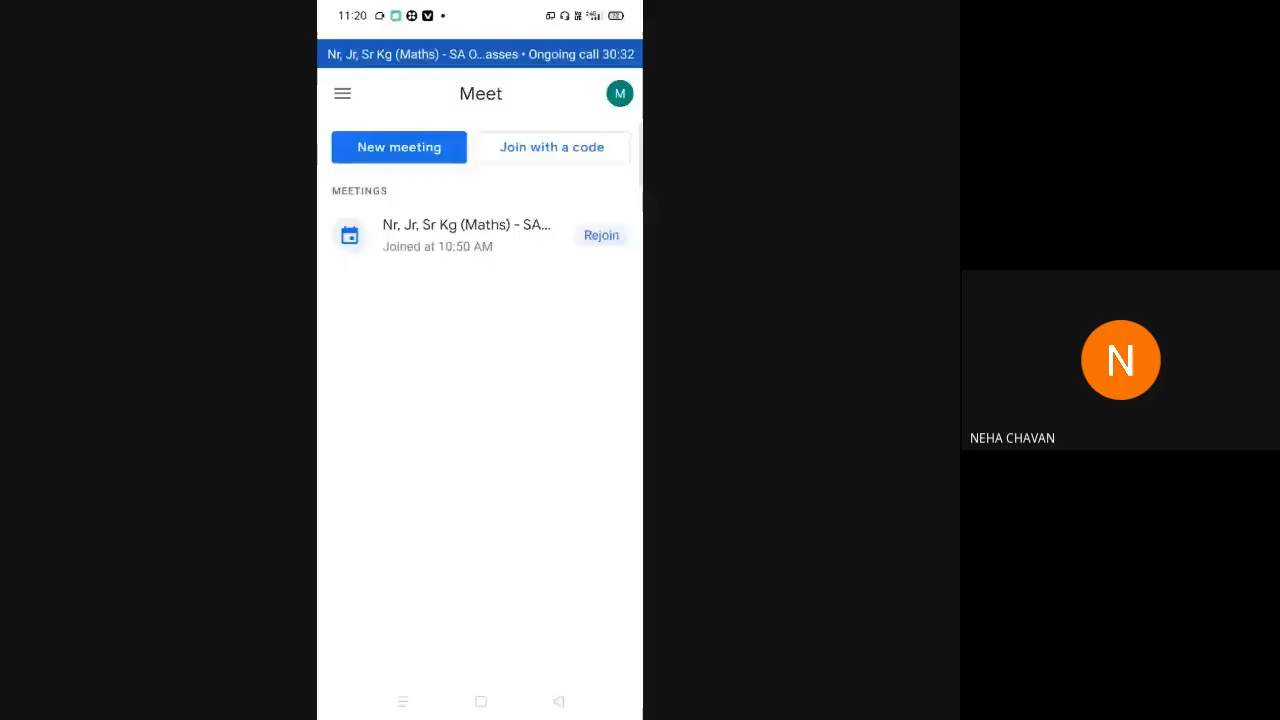 11:20
Nr, Jr, Sr Kg (Maths) - SA O...asses • Ongoing call 30:32
Meet
M
New meeting
Join with a code
MEETINGS
Nr, Jr, Sr Kg (Maths) - SA...
Joined at 10:50 AM
Rejoin
N
NEHA CHAVAN